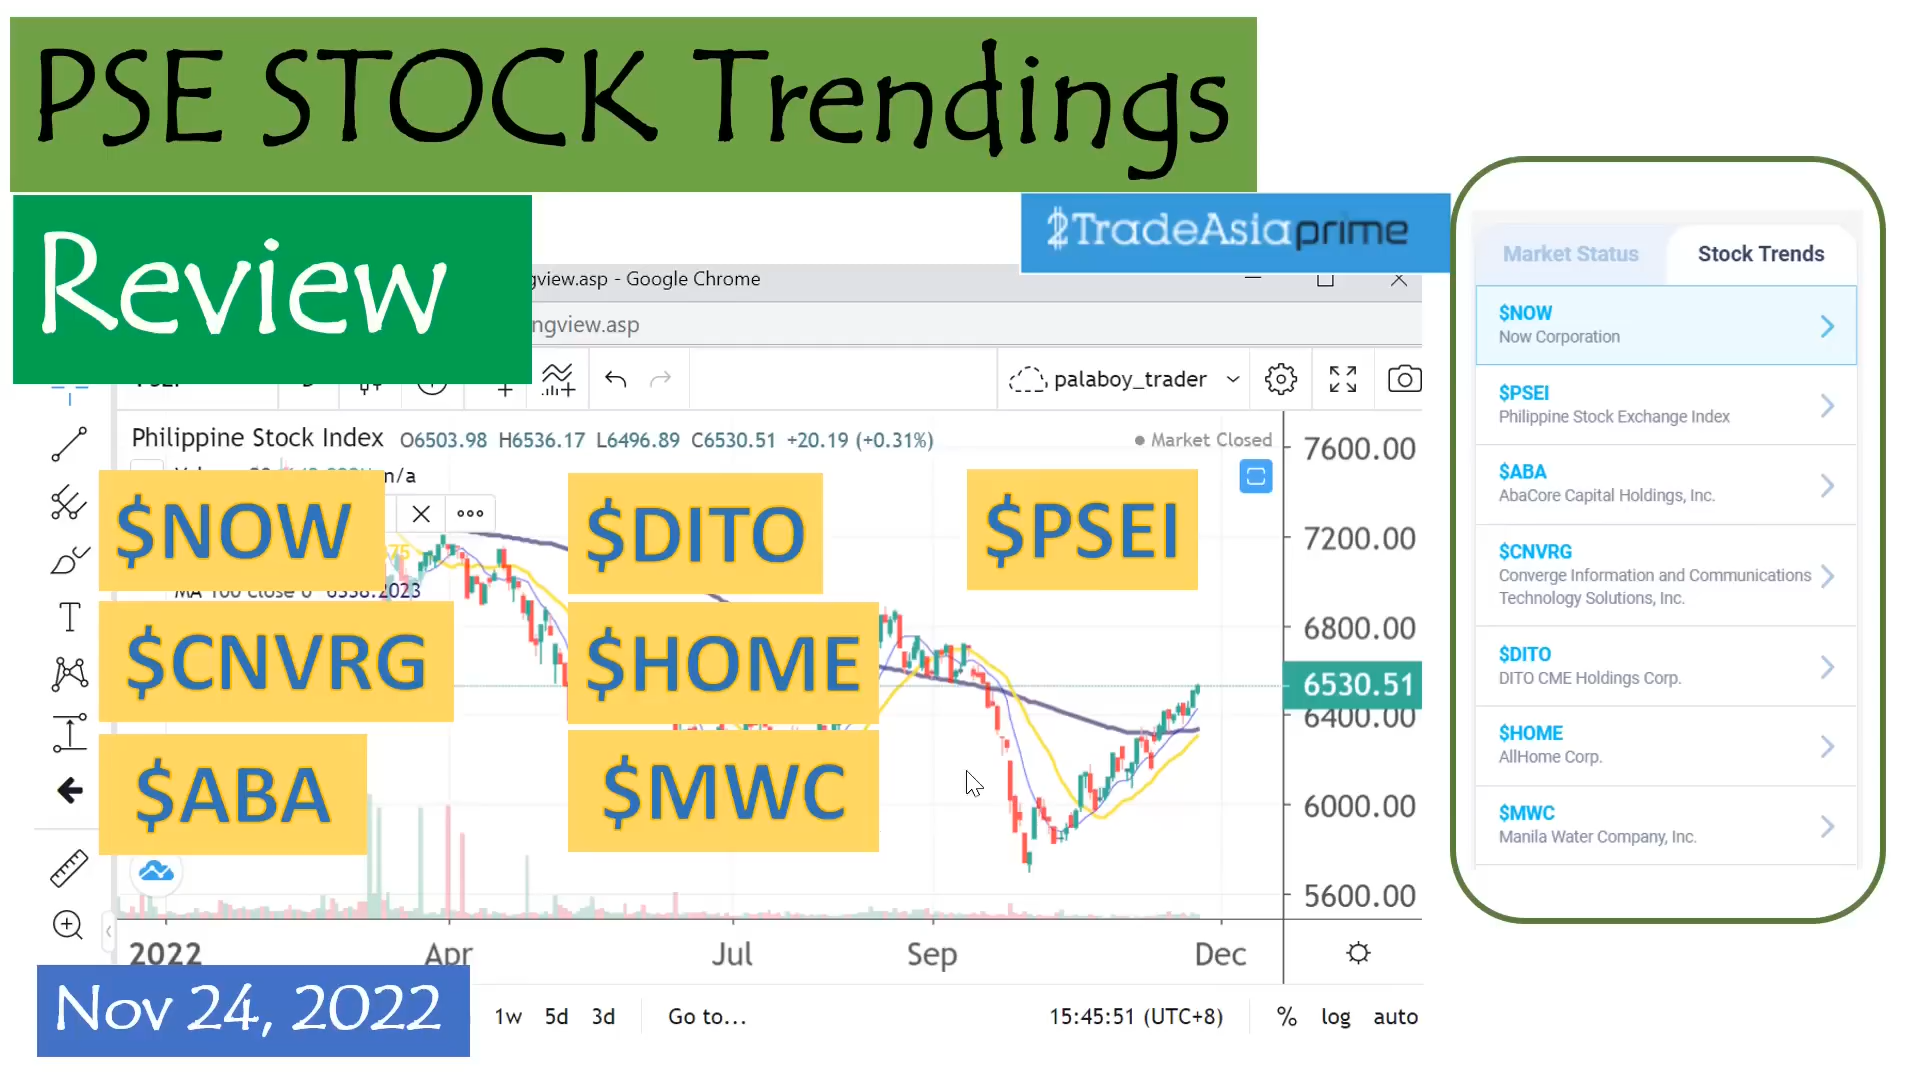 PSE STOCK Trendings
Review
TradeAsiaprime
gview.asp - Google Chrome
ngview.asp
palaboy_trader
Philippine Stock Index O6503.98 H6536.17 L6496.89 C6530.51 +20.19 (+0.31%)
Market Closed
n/a
$NOW
$DITO
$PSEI
$CNVRG
$HOME
$ABA
$MWC
7600.00
7200.00
6800.00
6530.51
6400.00
6000.00
5600.00
2022 Apr Jul Sep Dec
Nov 24, 2022
1w 5d 3d Go to... 15:45:51 (UTC+8) % log auto
Market Status Stock Trends
$NOW
Now Corporation
$PSEI
Philippine Stock Exchange Index
$ABA
AbaCore Capital Holdings, Inc.
$CNVRG
Converge Information and Communications
Technology Solutions, Inc.
$DITO
DITO CME Holdings Corp.
$HOME
AllHome Corp.
$MWC
Manila Water Company, Inc.